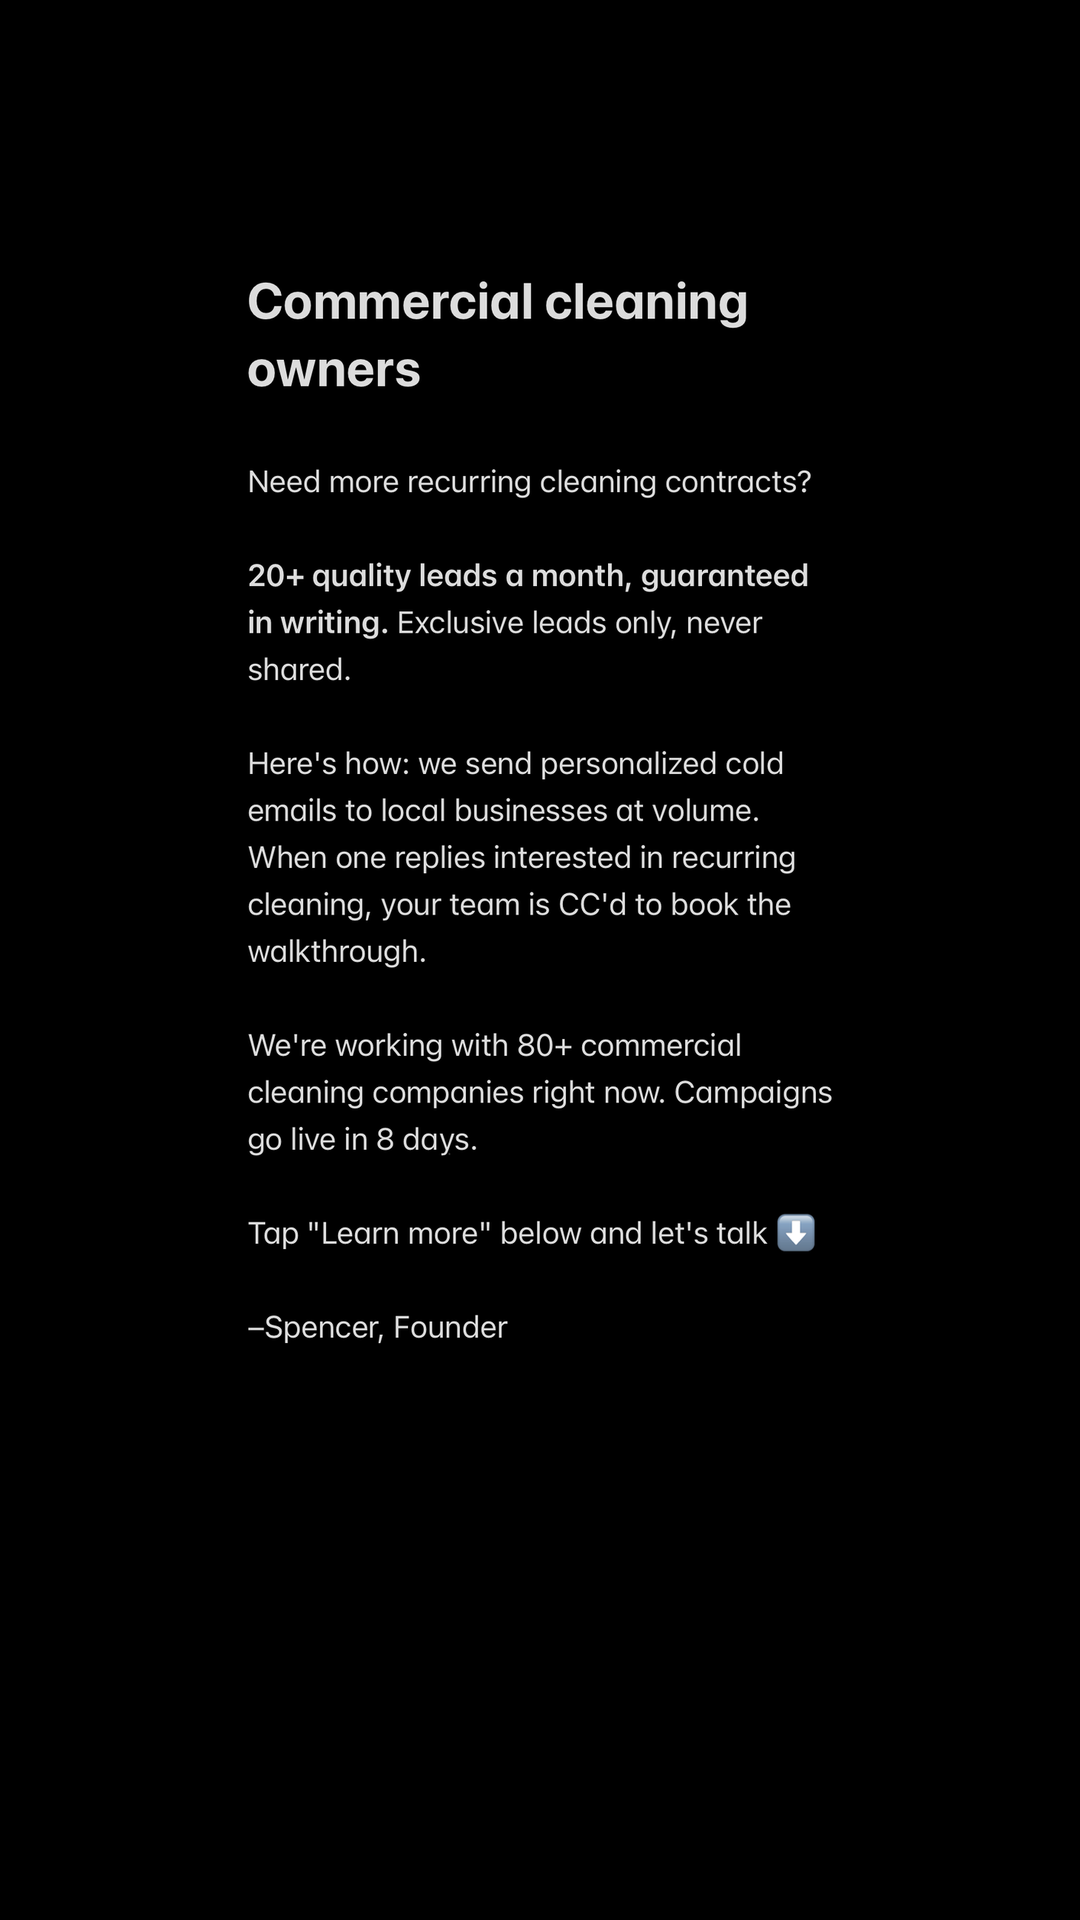 Commercial cleaning
owners
Need more recurring cleaning contracts?
20+ quality leads a month, guaranteed
in writing. Exclusive leads only, never
shared.
Here's how: we send personalized cold
emails to local businesses at volume.
When one replies interested in recurring
cleaning, your team is CC'd to book the
walkthrough.
We're working with 80+ commercial
cleaning companies right now. Campaigns
go live in 8 days.
Tap "Learn more" below and let's talk ⬇️
–Spencer, Founder